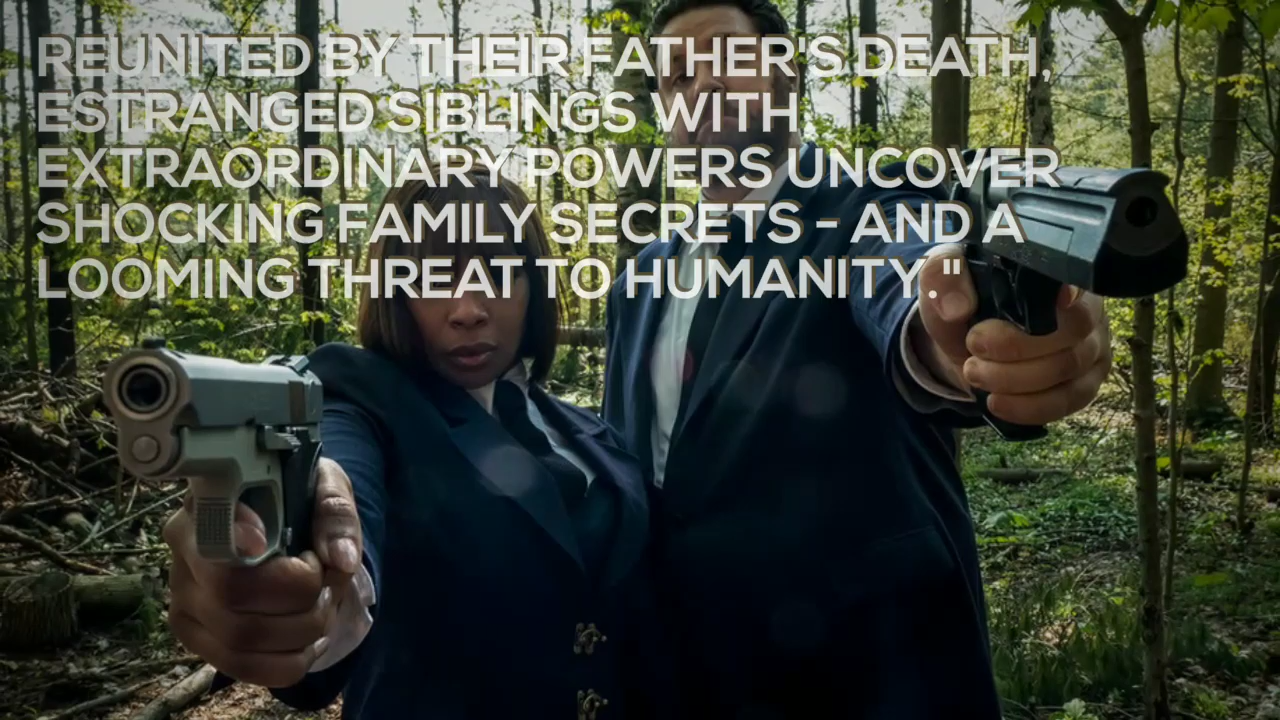 REUNITED BY THEIR FATHER'S DEATH,
ESTRANGED SIBLINGS WITH
EXTRAORDINARY POWERS UNCOVER
SHOCKING FAMILY SECRETS - AND A
LOOMING THREAT TO HUMANITY."